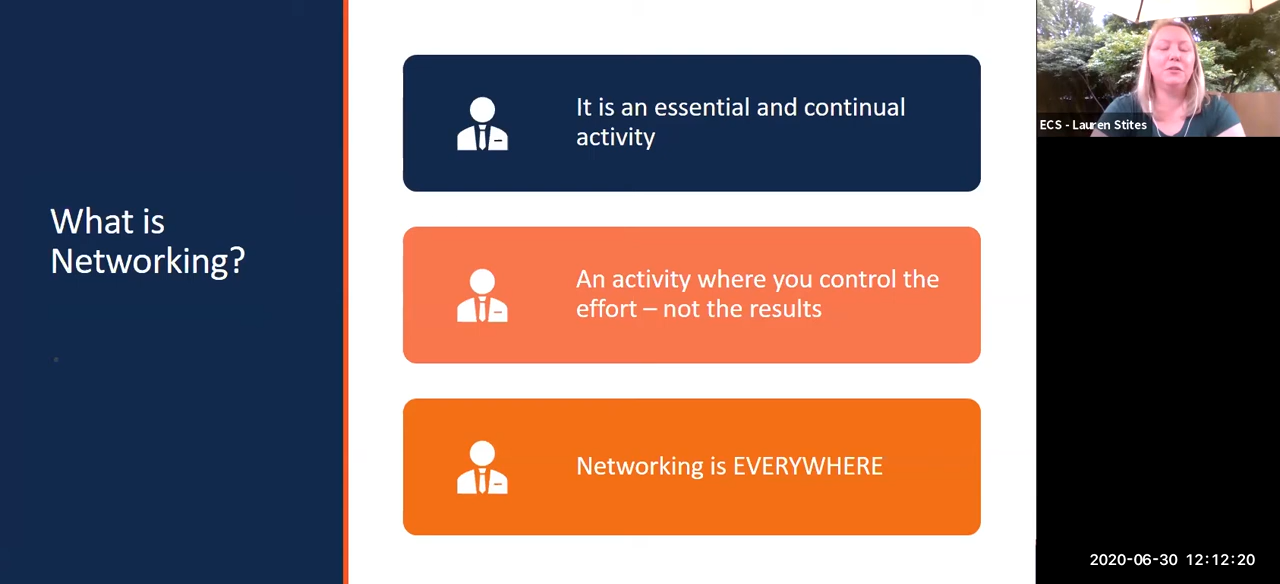 What is
Networking?
It is an essential and continual
activity
An activity where you control the
effort – not the results
Networking is EVERYWHERE
ECS - Lauren Stites
2020-06-30 12:12:20